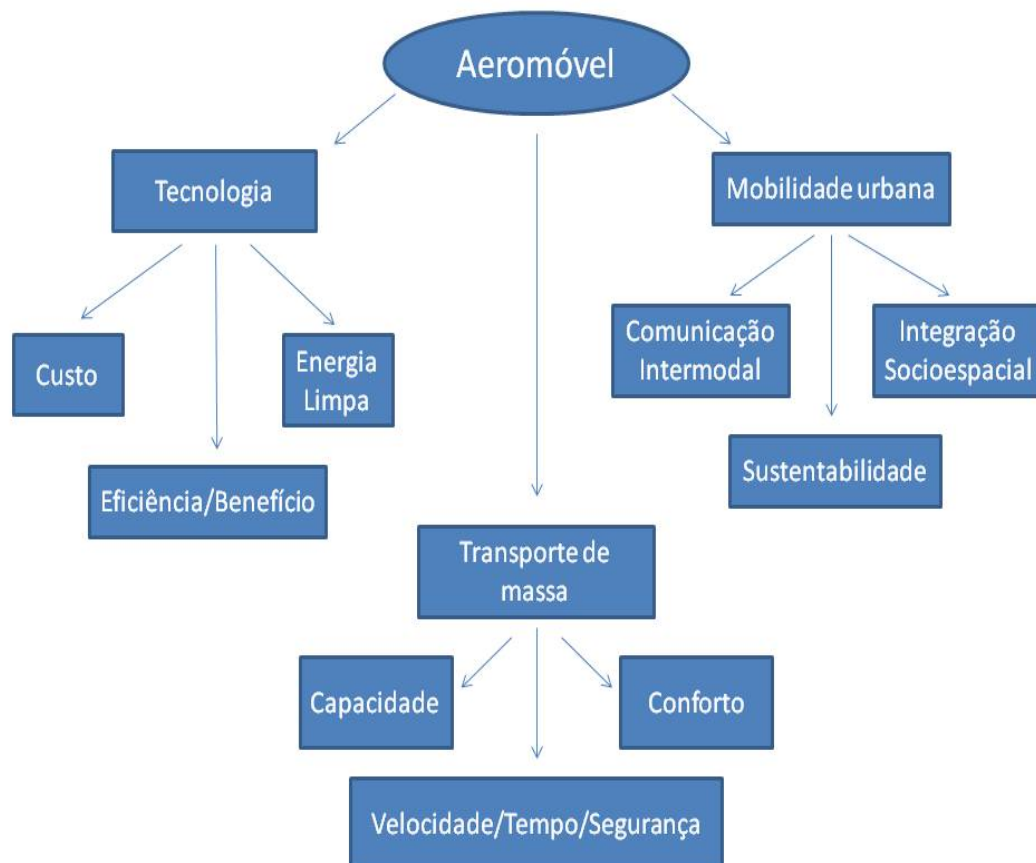 Aeromóvel
Tecnologia
Mobilidade urbana
Custo
Energia
Limpa
Eficiência/Benefício
Comunicação
Intermodal
Integração
Socioespacial
Sustentabilidade
Transporte de
massa
Capacidade
Conforto
Velocidade/Tempo/Segurança